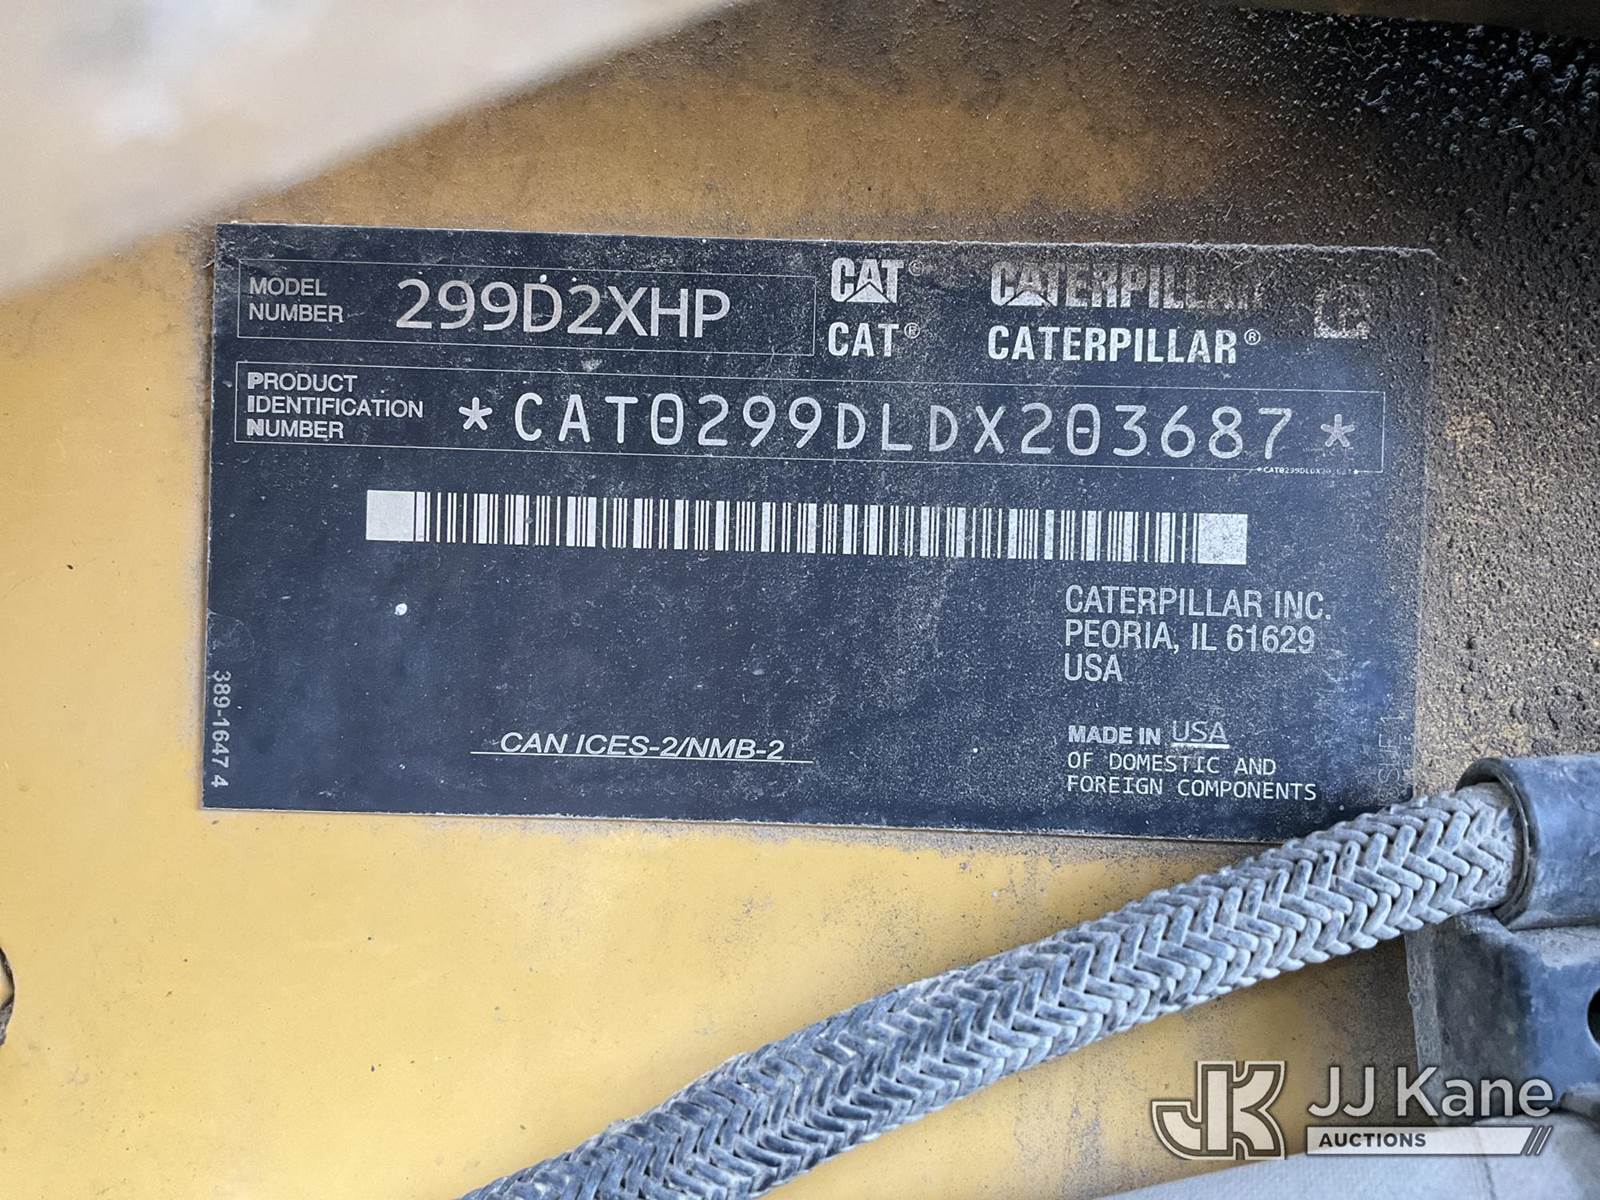 MODEL NUMBER 299D2XHP
CAT® CATERPILLAR
CAT® CATERPILLAR®
PRODUCT IDENTIFICATION NUMBER *CAT0299DLDX203687*
CATERPILLAR INC.
PEORIA, IL 61629
USA
389-1647 4
CAN ICES-2/NMB-2
MADE IN USA
OF DOMESTIC AND
FOREIGN COMPONENTS
JK JJ Kane
AUCTIONS